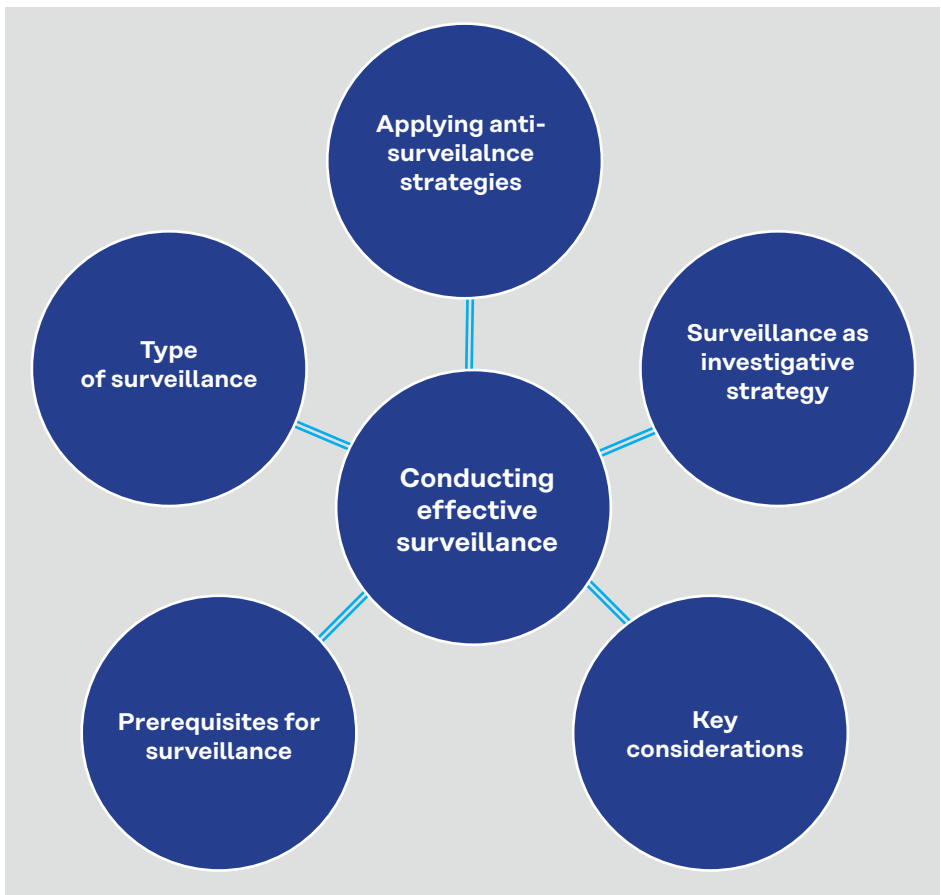 Applying anti-
surveilalnce
strategies
Type
of surveillance
Surveillance as
investigative
strategy
Conducting
effective
surveillance
Prerequisites for
surveillance
Key
considerations